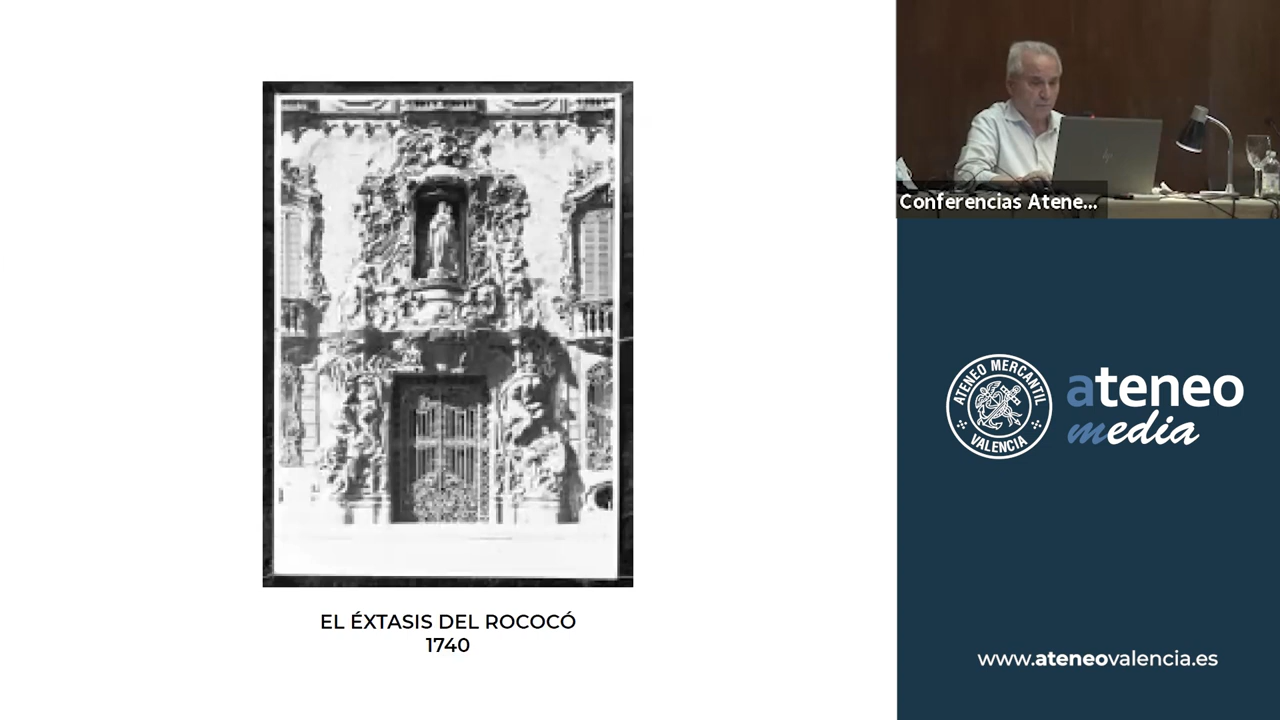 EL ÉXTASIS DEL ROCOCÓ
1740
Conferencias Atene...
ATENEO MERCANTIL
VALENCIA
ateneo
media
www.ateneovalencia.es